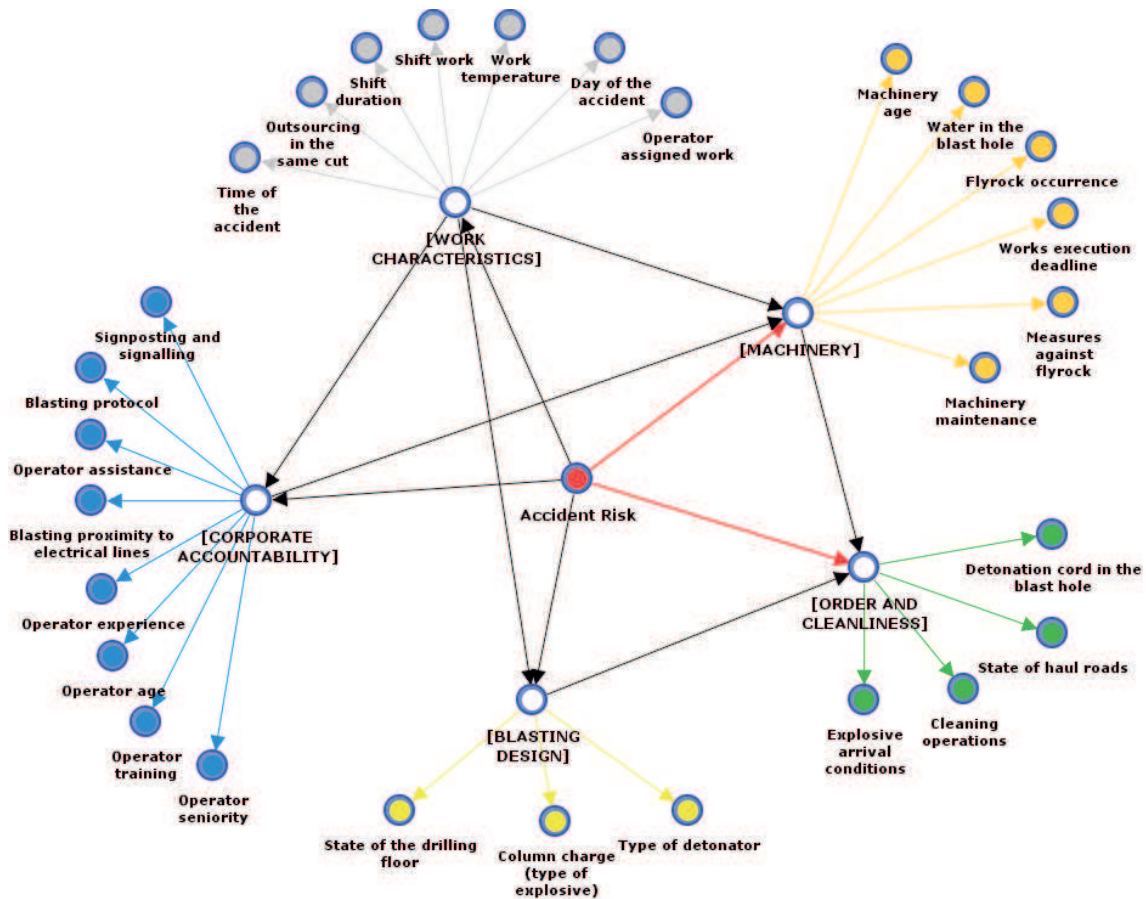 Shift work
Work
temperature
Shift
duration
Day of the
accident
Outsourcing
in the
same cut
Operator
assigned work
Time of
the
accident
Machinery
age
Water in the
blast hole
Flyrock occurrence
Works execution
deadline
Measures
against
flyrock
Machinery
maintenance
[WORK
CHARACTERISTICS]
[MACHINERY]
Signposting and
signalling
Blasting protocol
Operator assistance
Blasting proximity to
electrical lines
Operator experience
Operator age
Operator
training
Operator
seniority
[CORPORATE
ACCOUNTABILITY]
Accident Risk
[ORDER AND
CLEANLINESS]
Detonation cord in the
blast hole
State of haul roads
Cleaning
operations
Explosive
arrival
conditions
[BLASTING
DESIGN]
State of the drilling
floor
Column charge
(type of
explosive)
Type of detonator